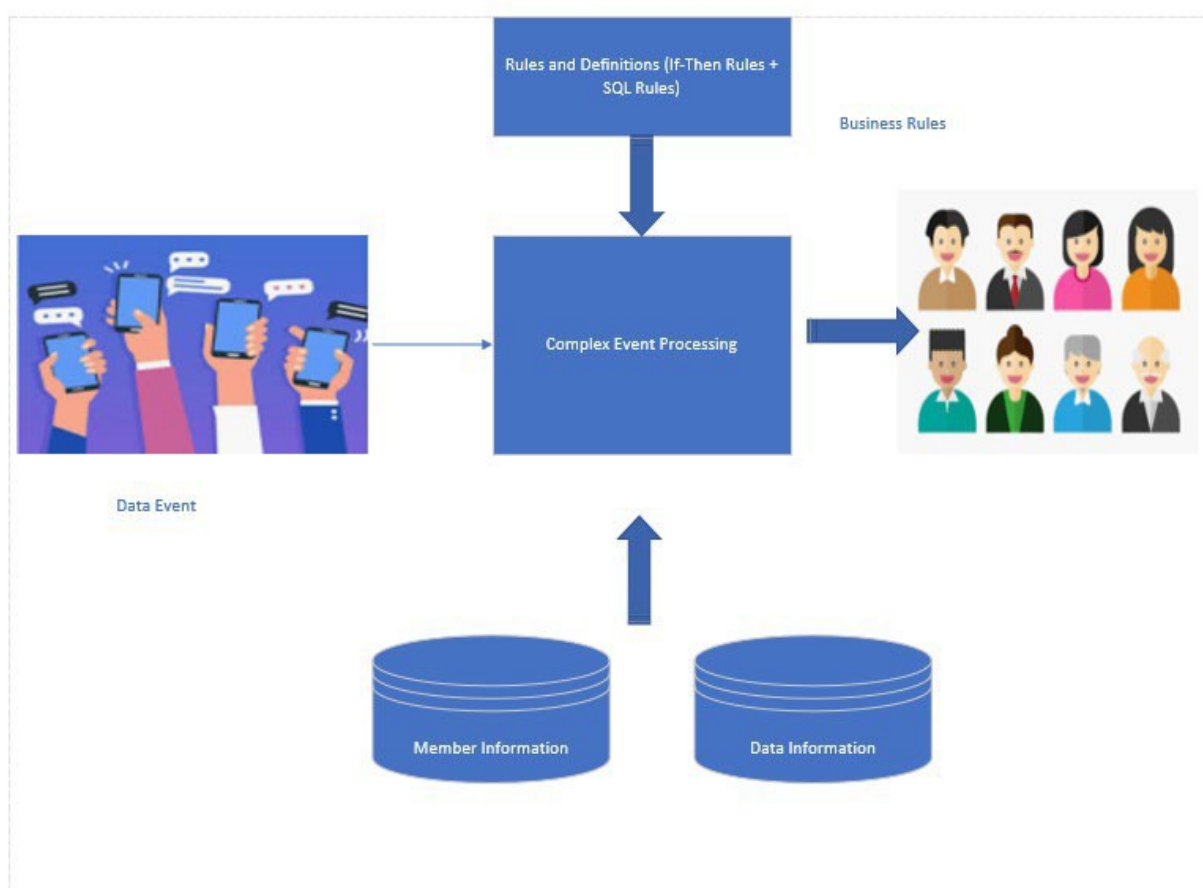 Rules and Definitions (If-Then Rules +
SQL Rules)
Business Rules
Complex Event Processing
Data Event
Member Information
Data Information